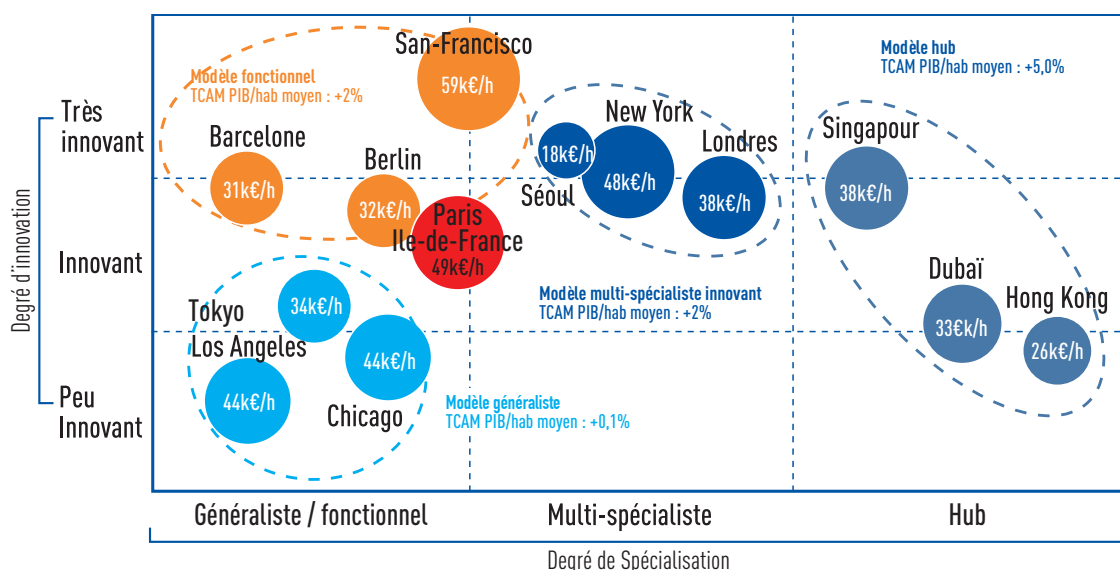 San-Francisco
59k€/h
Modèle fonctionnel
TCAM PIB/hab moyen : +2%
Modèle hub
TCAM PIB/hab moyen : +5,0%
Très
innovant
Barcelone
31k€/h
Berlin
32k€/h
New York
48k€/h
18k€/h
Séoul
Londres
38k€/h
Singapour
38k€/h
Degré d'innovation
Innovant
Paris
Ile-de-France
49k€/h
Tokyo
34k€/h
Los Angeles
44k€/h
44k€/h
Chicago
Modèle multi-spécialiste innovant
TCAM PIB/hab moyen : +2%
Dubaï
33€k/h
Hong Kong
26k€/h
Peu
Innovant
Modèle généraliste
TCAM PIB/hab moyen : +0,1%
Généraliste / fonctionnel
Multi-spécialiste
Hub
Degré de Spécialisation